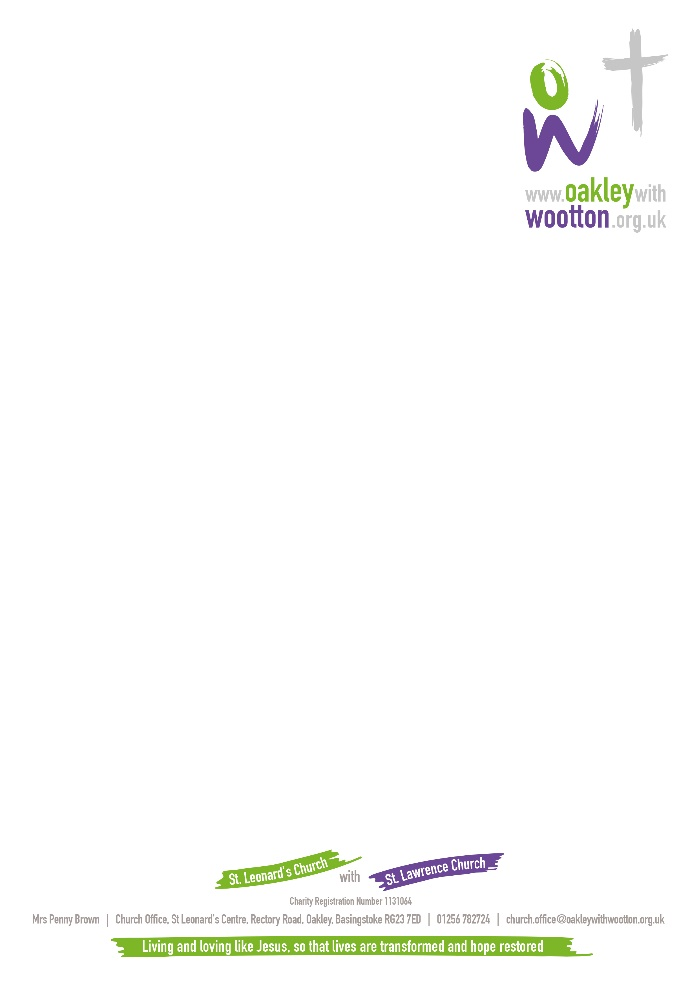 OW
www.oakleywith
wootton.org.uk
St. Leonard's Church with St. Lawrence Church
Charity Registration Number 1131064
Mrs Penny Brown | Church Office, St Leonard's Centre, Rectory Road, Oakley, Basingstoke RG23 7ED | 01256 782724 | church.office@oakleywithwootton.org.uk
Living and loving like Jesus, so that lives are transformed and hope restored